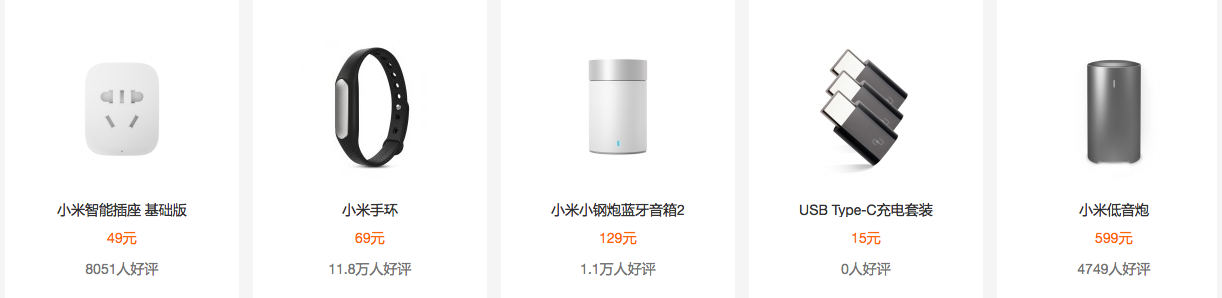 小米智能插座 基础版
49元
8051人好评
小米手环
69元
11.8万人好评
小米小钢炮蓝牙音箱2
129元
1.1万人好评
USB Type-C充电套装
15元
0人好评
小米低音炮
599元
4749人好评